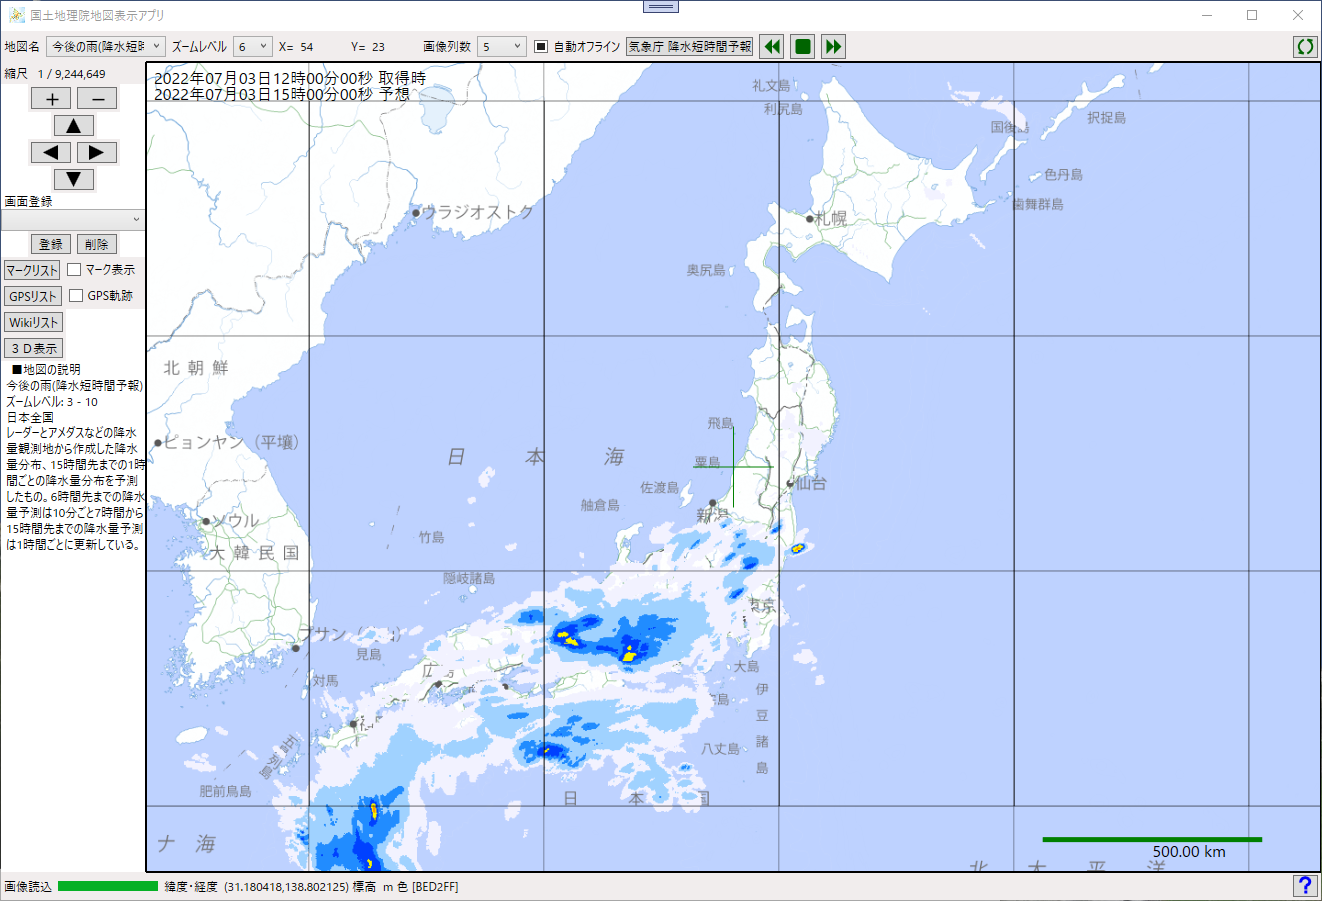 国土地理院地図表示アプリ
地図名 今後の雨(降水短時 ズームレベル 6 X= 54 Y= 23 画像列数 5 自動オフライン 気象庁 降水短時間予報
縮尺 1 / 9,244,649
+ −
▲
◀ ▶
▼
画面登録
登録 削除
マークリスト マーク表示
GPSリスト GPS軌跡
Wikiリスト
３Ｄ表示
■地図の説明
今後の雨(降水短時間予報)
ズームレベル: 3 - 10
日本全国
レーダーとアメダスなどの降水
量観測地から作成した降水
量分布、15時間先までの1時
間ごとの降水量分布を予測
したもの。6時間先までの降水
量予測は10分ごと7時間から
15時間先までの降水量予測
は1時間ごとに更新している。
2022年07月03日12時00分00秒 取得時
2022年07月03日15時00分00秒 予想
礼文島
利尻島
国後島
択捉島
色丹島
歯舞群島
ウラジオストク
札幌
奥尻島
北朝鮮
飛島
ピョンヤン（平壌）
日本海
粟島
佐渡島
仙台
舳倉島
新潟
ソウル
竹島
大韓民国
隠岐諸島
東京
プサン
見島
大島
対馬
伊豆諸島
八丈島
五列島
肥前鳥島
日本国
ナ海
500.00 km
北太平洋
画像読込 緯度・経度 (31.180418,138.802125) 標高 m 色 [BED2FF]
?